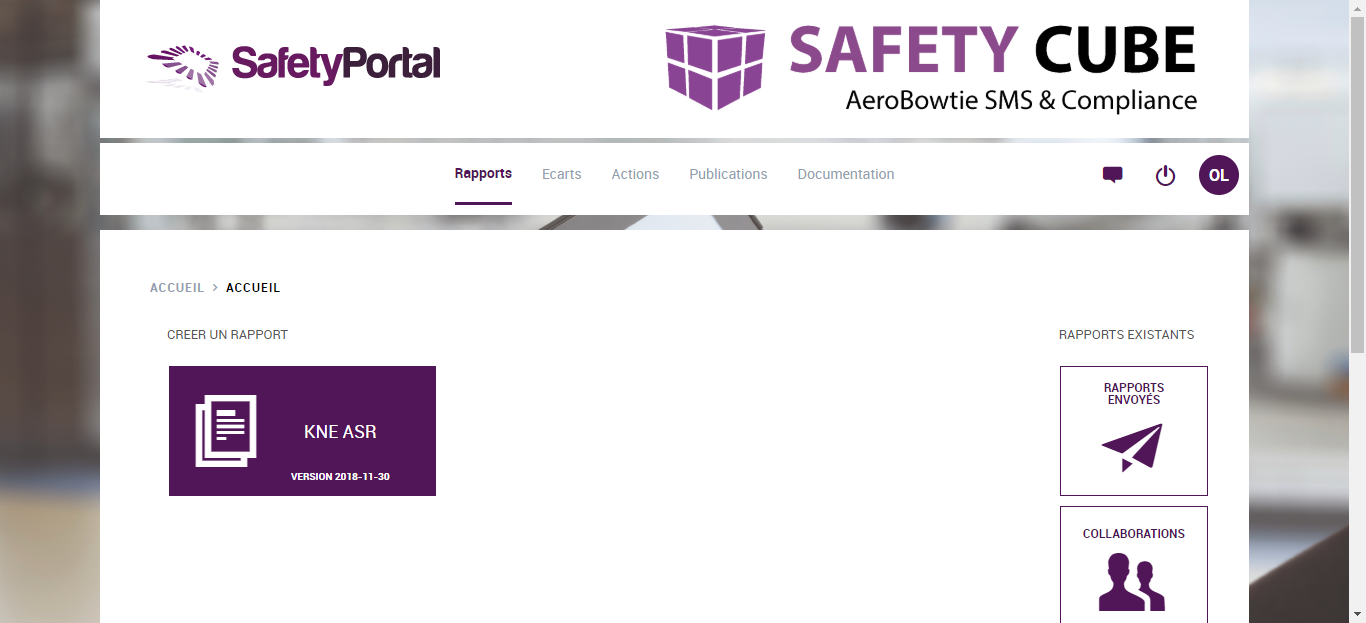 SafetyPortal
SAFETY CUBE
AeroBowtie SMS & Compliance
Rapports
Ecarts
Actions
Publications
Documentation
OL
ACCUEIL > ACCUEIL
CREER UN RAPPORT
KNE ASR
VERSION 2018-11-30
RAPPORTS EXISTANTS
RAPPORTS
ENVOYÉS
COLLABORATIONS